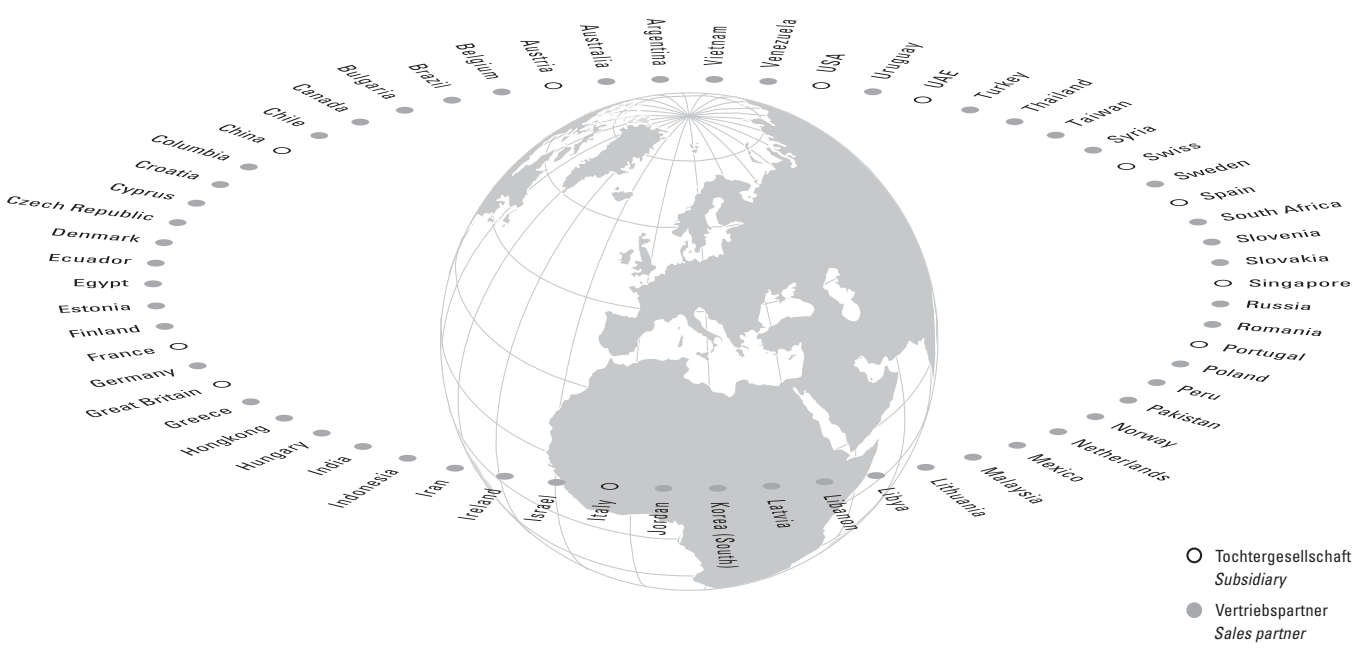 Argentina
Australia
Austria
Belgium
Brazil
Bulgaria
Canada
Chile
China
Columbia
Croatia
Cyprus
Czech Republic
Denmark
Ecuador
Egypt
Estonia
Finland
France
Germany
Great Britain
Greece
Hongkong
Hungary
India
Indonesia
Iran
Ireland
Israel
Italy
Jordan
Korea (South)
Latvia
Libanon
Libya
Lithuania
Malaysia
Mexico
Netherlands
Norway
Pakistan
Peru
Poland
Portugal
Romania
Russia
Singapore
Slovakia
Slovenia
South Africa
Spain
Sweden
Swiss
Syria
Taiwan
Thailand
Turkey
UAE
Uruguay
USA
Venezuela
Vietnam
Tochtergesellschaft
Subsidiary
Vertriebspartner
Sales partner